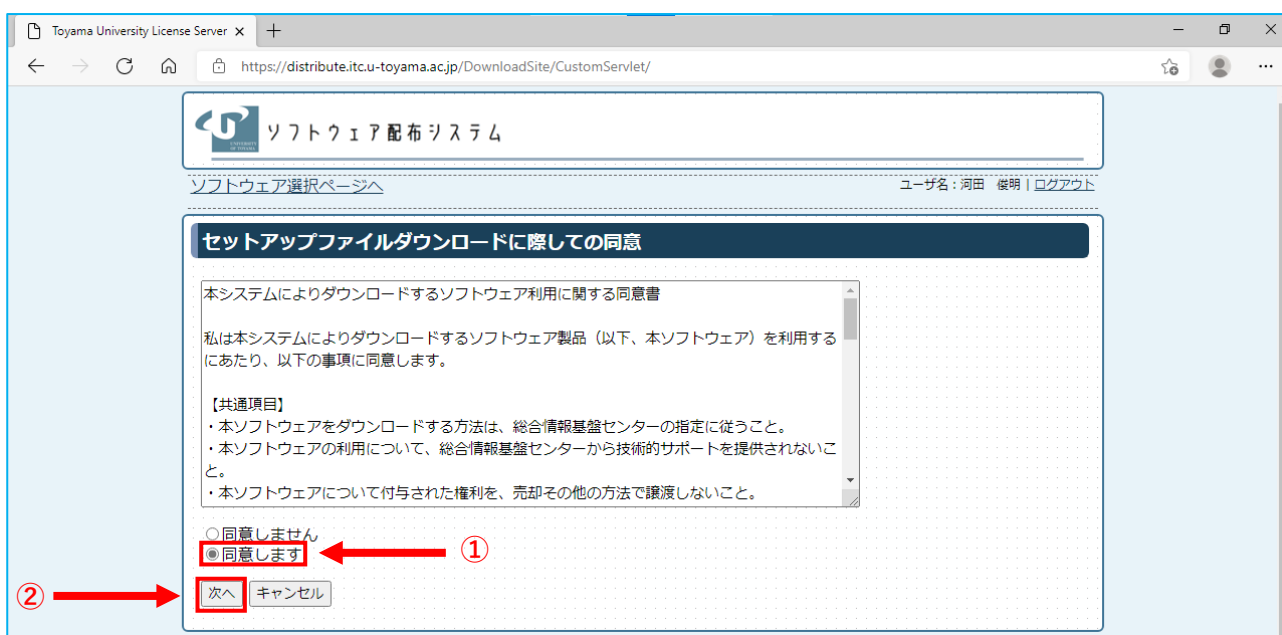 Toyama University License Server
https://distribute.itc.u-toyama.ac.jp/DownloadSite/CustomServlet/
ソフトウェア配布システム
ソフトウェア選択ページへ
ユーザ名：河田　俊明 | ログアウト
セットアップファイルダウンロードに際しての同意
本システムによりダウンロードするソフトウェア利用に関する同意書
私は本システムによりダウンロードするソフトウェア製品（以下、本ソフトウェア）を利用する
にあたり、以下の事項に同意します。
【共通項目】
・本ソフトウェアをダウンロードする方法は、総合情報基盤センターの指定に従うこと。
・本ソフトウェアの利用について、総合情報基盤センターから技術的サポートを提供されないこ
と。
・本ソフトウェアについて付与された権利を、売却その他の方法で譲渡しないこと。
同意しません
同意します
①
②
次へ
キャンセル